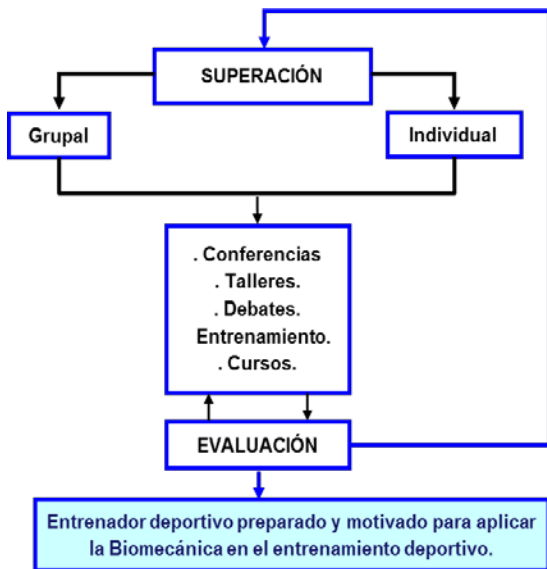 SUPERACIÓN
Grupal
Individual
. Conferencias
. Talleres.
. Debates.
Entrenamiento.
. Cursos.
EVALUACIÓN
Entrenador deportivo preparado y motivado para aplicar
la Biomecánica en el entrenamiento deportivo.